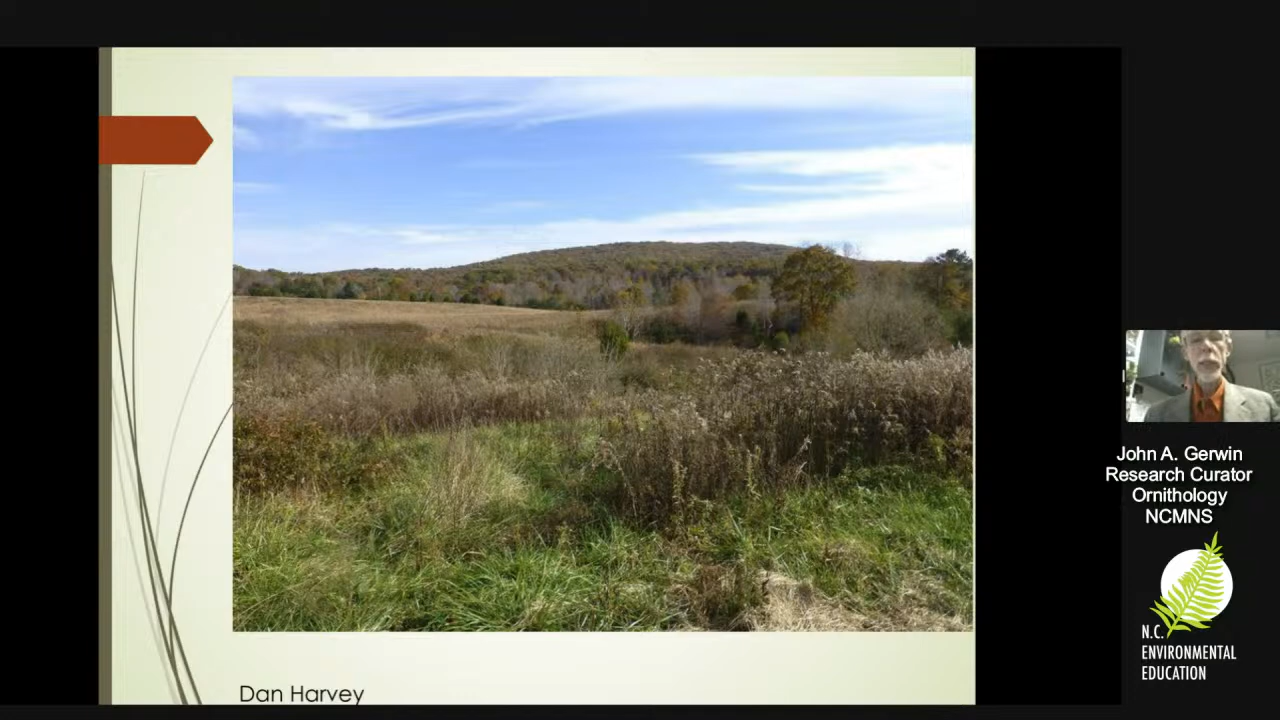 Dan Harvey
John A. Gerwin
Research Curator
Ornithology
NCMNS
N.C.
ENVIRONMENTAL
EDUCATION